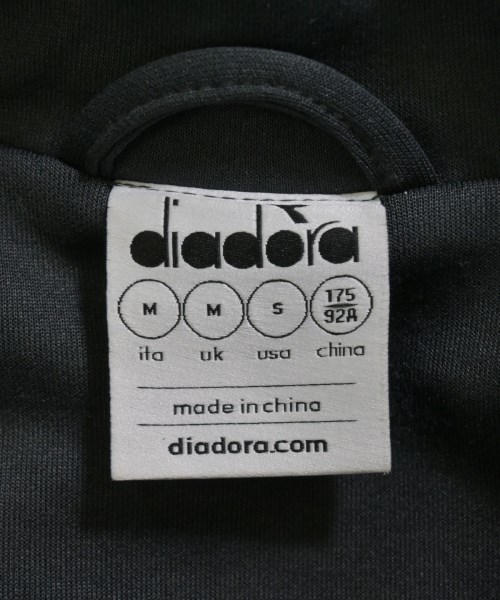 diadora
M M S 175/92A
ita uk usa china
made in china
diadora.com